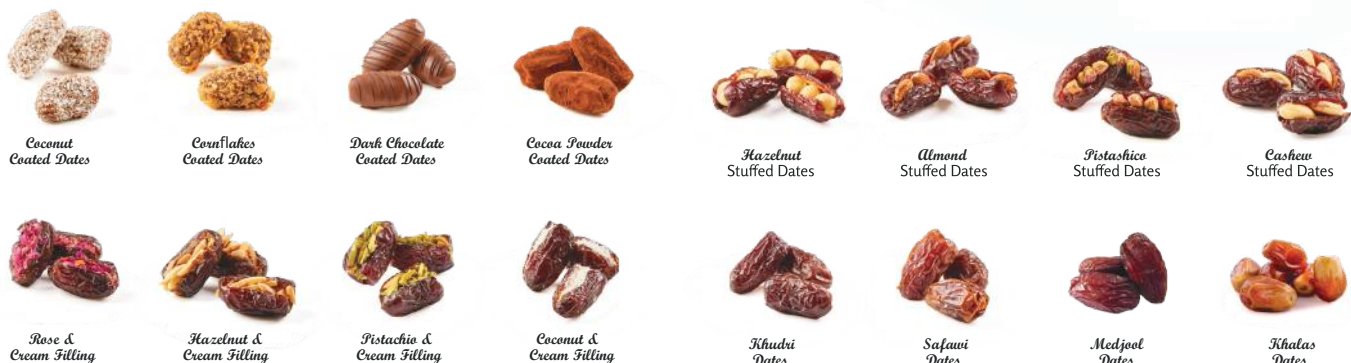 Coconut
Coated Dates
Cornflakes
Coated Dates
Dark Chocolate
Coated Dates
Cocoa Powder
Coated Dates
Hazelnut
Stuffed Dates
Almond
Stuffed Dates
Pistashico
Stuffed Dates
Cashew
Stuffed Dates
Rose &
Cream Filling
Hazelnut &
Cream Filling
Pistachio &
Cream Filling
Coconut &
Cream Filling
Khudri
Dates
Safawi
Dates
Medjool
Dates
Khalas
Dates